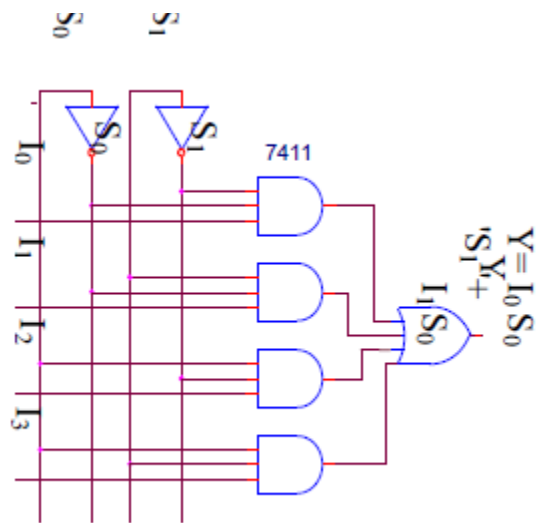 S₀
S₁
S₀
S₁
7411
I₀
I₁
I₂
I₃
Y = I₀ S₀
'S₁ +
Y
I₁ S₀